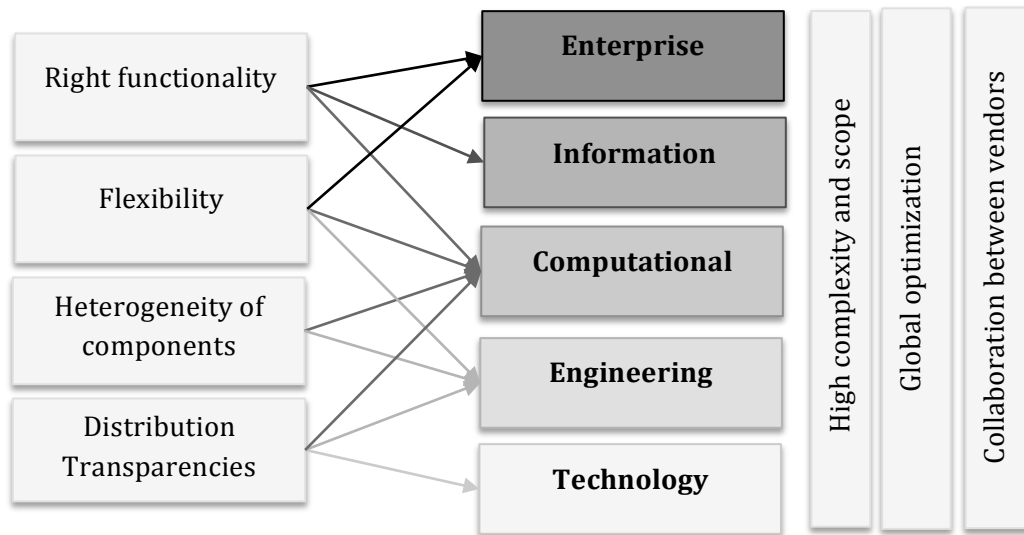 Right functionality
Flexibility
Heterogeneity of
components
Distribution
Transparencies
Enterprise
Information
Computational
Engineering
Technology
High complexity and scope
Global optimization
Collaboration between vendors